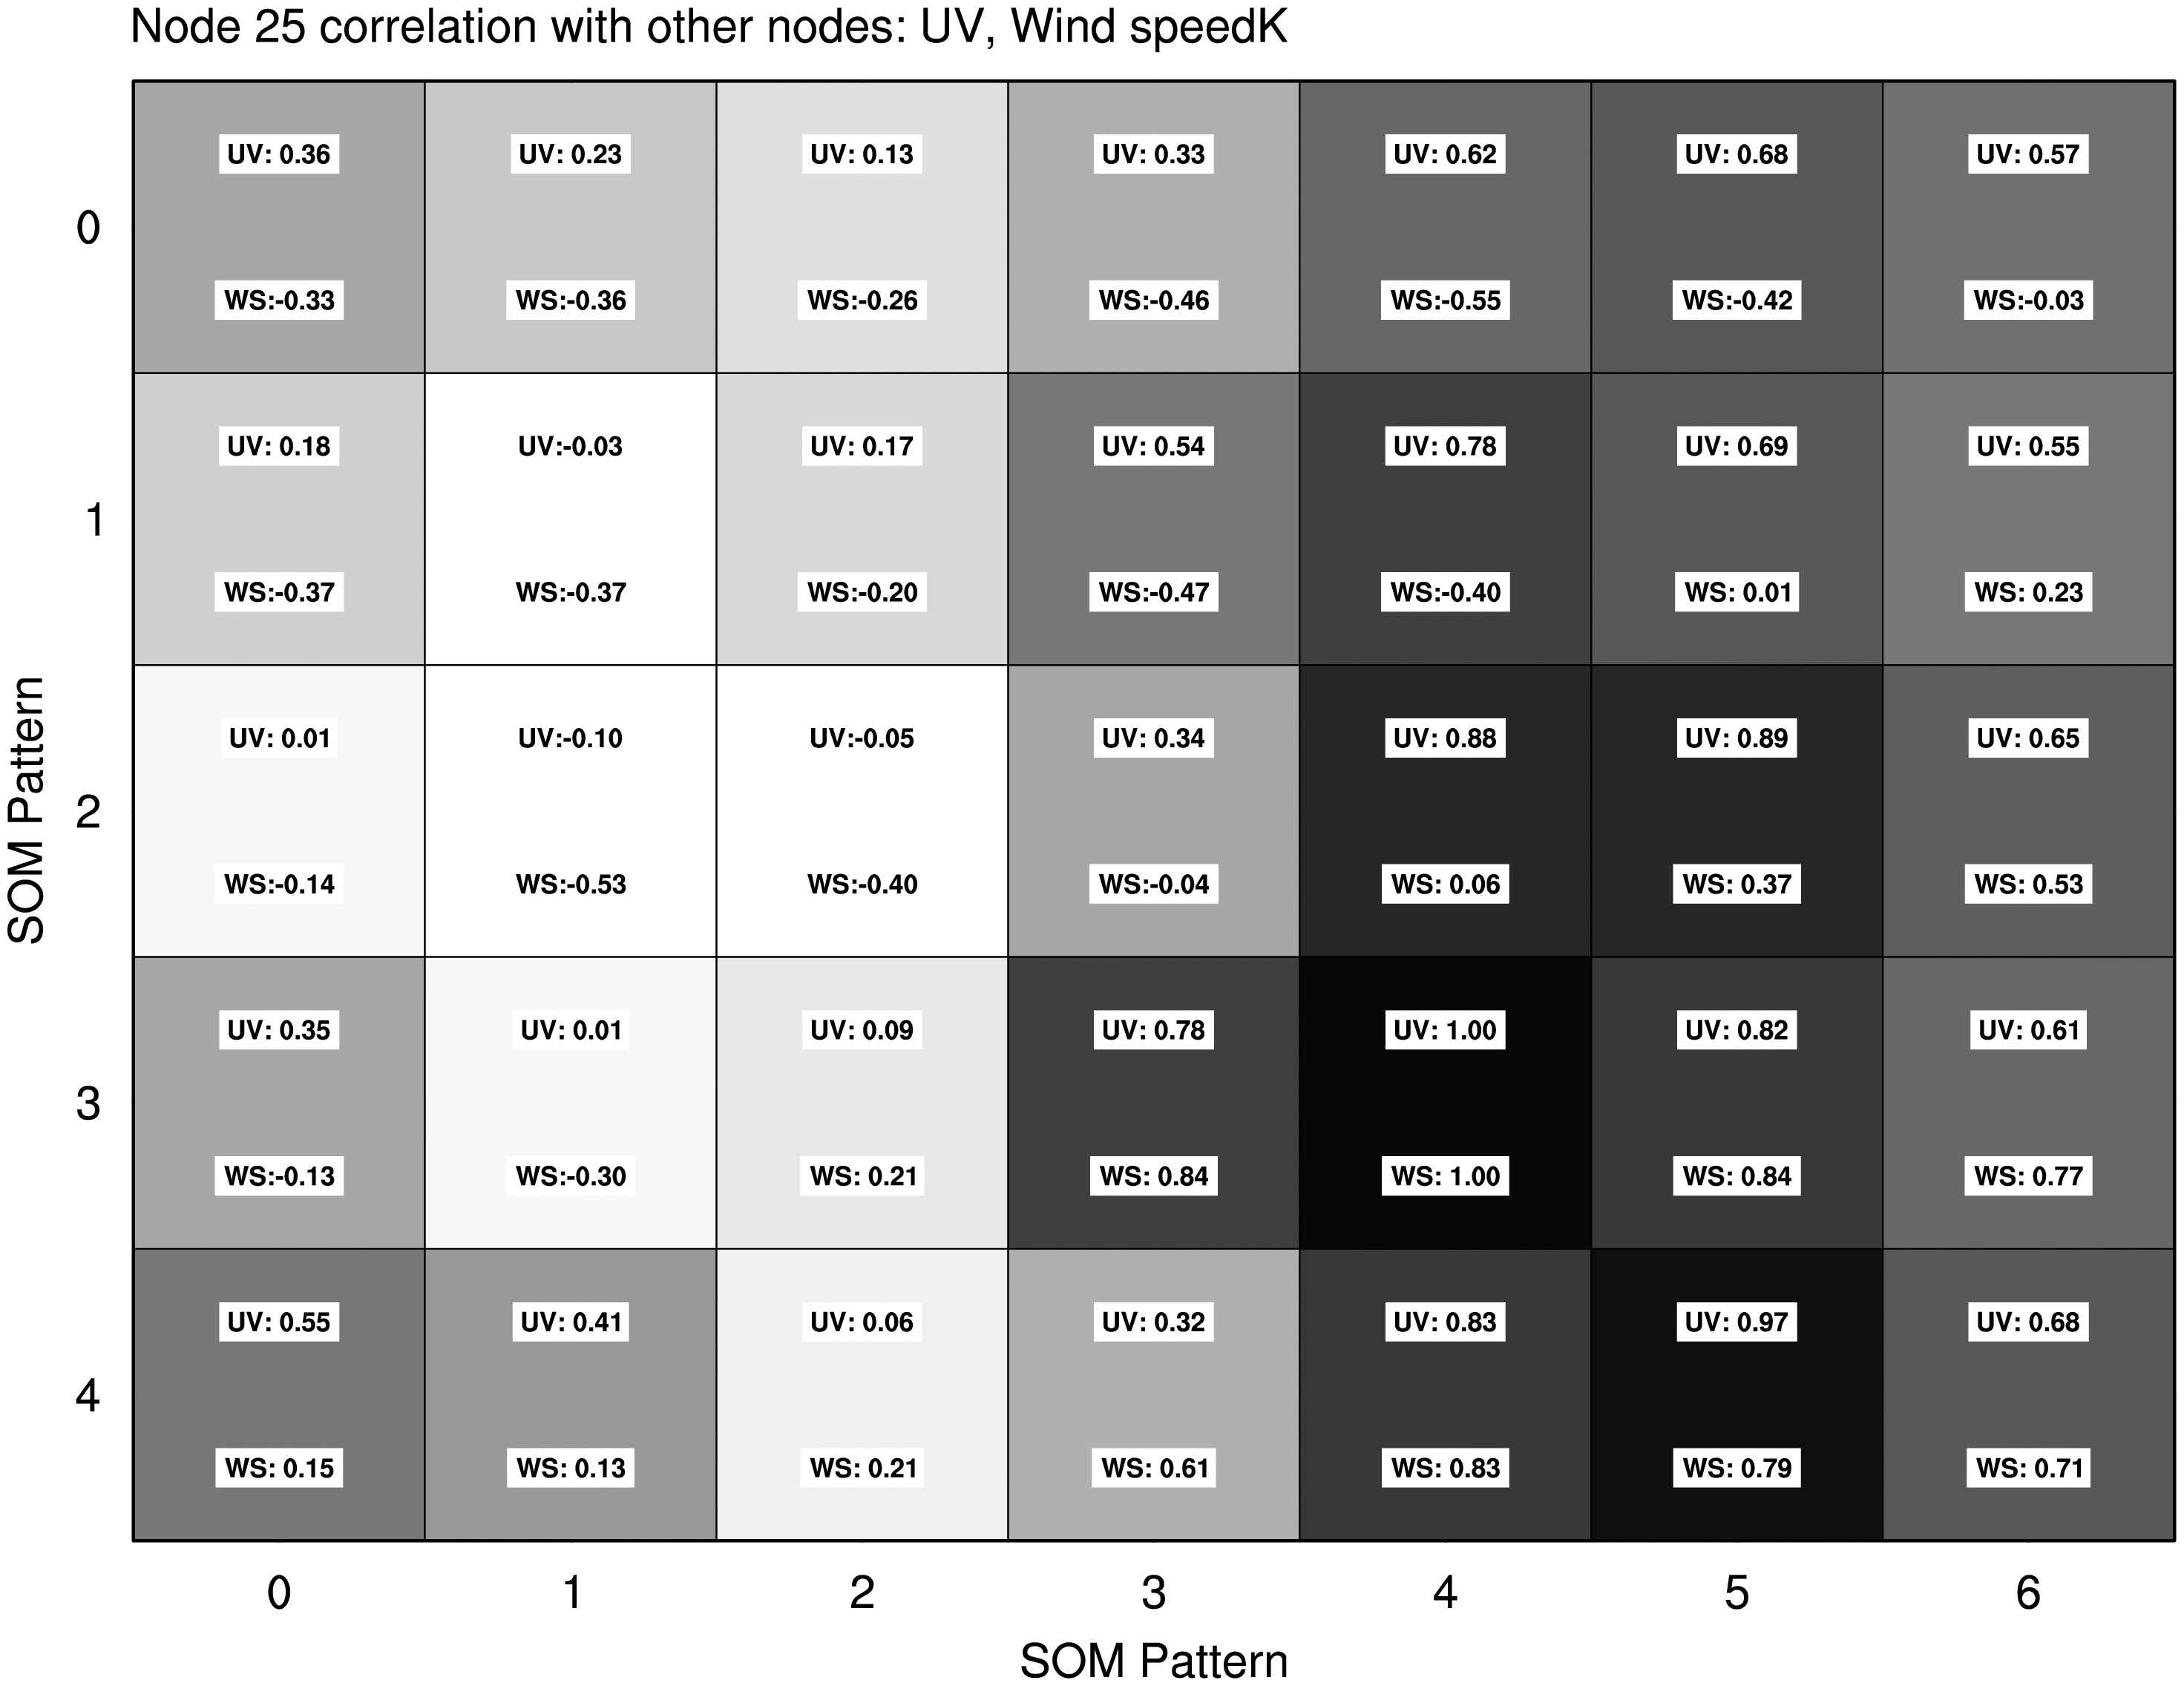 Node 25 correlation with other nodes: UV, Wind speedK
UV: 0.36 UV: 0.23 UV: 0.13 UV: 0.33 UV: 0.62 UV: 0.68 UV: 0.57
0
WS:-0.33 WS:-0.36 WS:-0.26 WS:-0.46 WS:-0.55 WS:-0.42 WS:-0.03
UV: 0.18 UV:-0.03 UV: 0.17 UV: 0.54 UV: 0.78 UV: 0.69 UV: 0.55
1
WS:-0.37 WS:-0.37 WS:-0.20 WS:-0.47 WS:-0.40 WS: 0.01 WS: 0.23
SOM Pattern
UV: 0.01 UV:-0.10 UV:-0.05 UV: 0.34 UV: 0.88 UV: 0.89 UV: 0.65
2
WS:-0.14 WS:-0.53 WS:-0.40 WS:-0.04 WS: 0.06 WS: 0.37 WS: 0.53
UV: 0.35 UV: 0.01 UV: 0.09 UV: 0.78 UV: 1.00 UV: 0.82 UV: 0.61
3
WS:-0.13 WS:-0.30 WS: 0.21 WS: 0.84 WS: 1.00 WS: 0.84 WS: 0.77
UV: 0.55 UV: 0.41 UV: 0.06 UV: 0.32 UV: 0.83 UV: 0.97 UV: 0.68
4
WS: 0.15 WS: 0.13 WS: 0.21 WS: 0.61 WS: 0.83 WS: 0.79 WS: 0.71
0 1 2 3 4 5 6
SOM Pattern